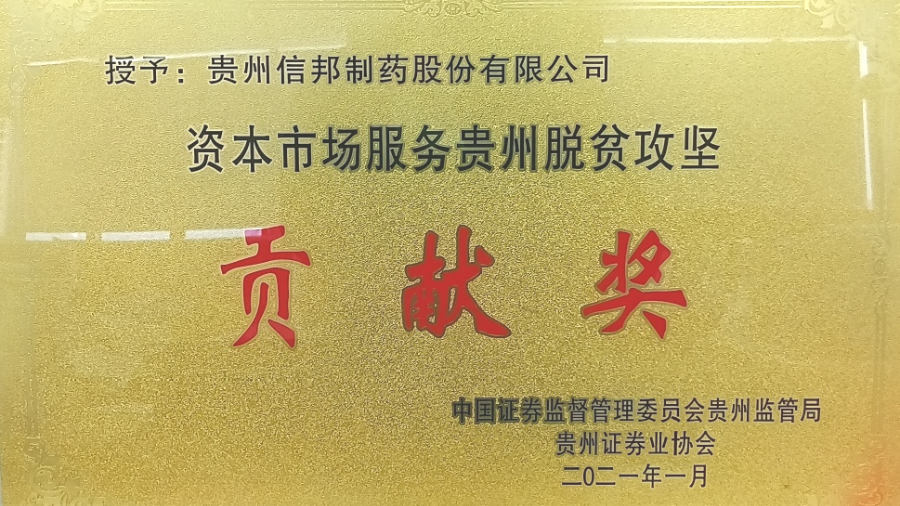 授予：贵州信邦制药股份有限公司
资本市场服务贵州脱贫攻坚
贡献奖
中国证券监督管理委员会贵州监管局
贵州证券业协会
二〇二一年一月